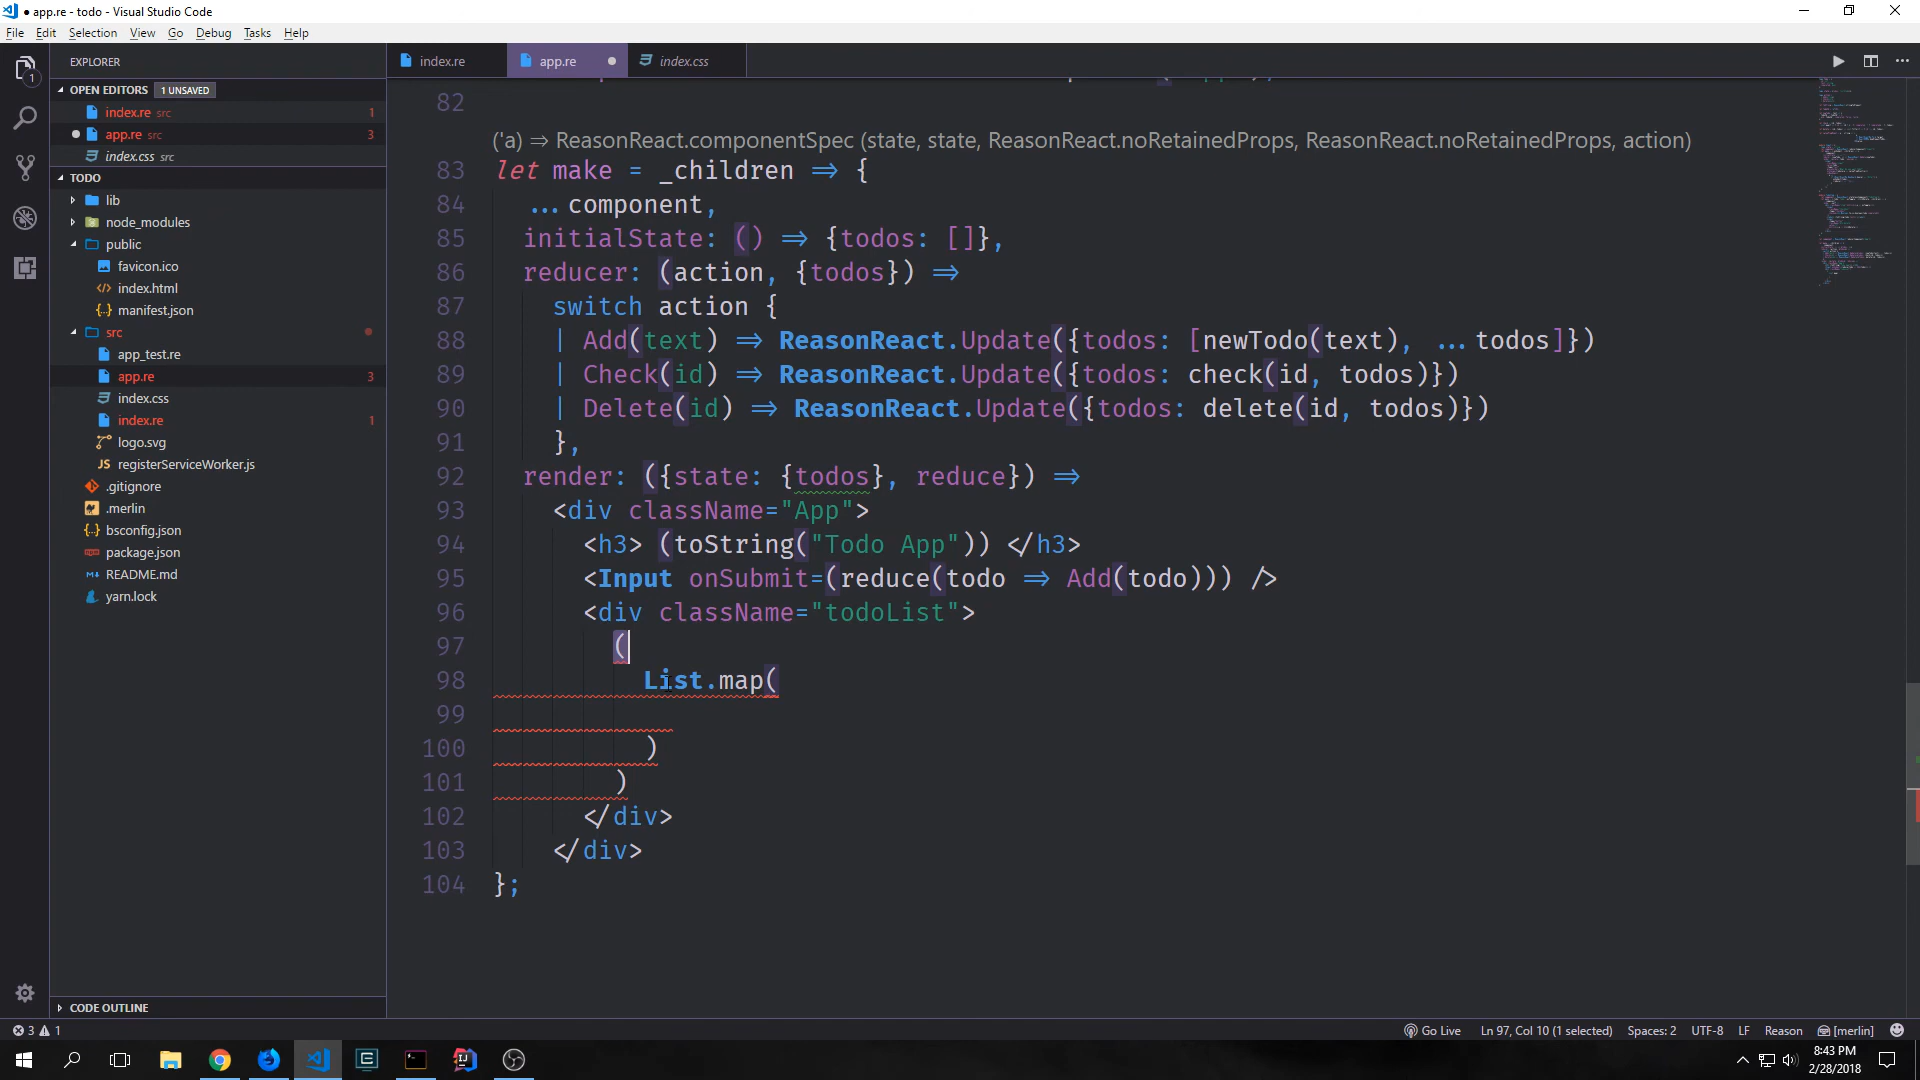 app.re - todo - Visual Studio Code
File Edit Selection View Go Debug Tasks Help
EXPLORER
OPEN EDITORS 1 UNSAVED
index.re src 1
app.re src 3
index.css src
TODO
lib
node_modules
public
favicon.ico
index.html
manifest.json
src
app_test.re
app.re 3
index.css
index.re 1
logo.svg
registerServiceWorker.js
.gitignore
.merlin
bsconfig.json
package.json
README.md
yarn.lock
CODE OUTLINE
index.re app.re index.css
82
('a) ⇒ ReasonReact.componentSpec (state, state, ReasonReact.noRetainedProps, ReasonReact.noRetainedProps, action)
83 let make = _children => {
84 ...component,
85 initialState: () => {todos: []},
86 reducer: (action, {todos}) =>
87 switch action {
88 | Add(text) => ReasonReact.Update({todos: [newTodo(text), ...todos]})
89 | Check(id) => ReasonReact.Update({todos: check(id, todos)})
90 | Delete(id) => ReasonReact.Update({todos: delete(id, todos)})
91 },
92 render: ({state: {todos}, reduce}) =>
93 <div className="App">
94 <h3> (toString("Todo App")) </h3>
95 <Input onSubmit=(reduce(todo => Add(todo))) />
96 <div className="todoList">
97 (
98 List.map(
99
100 )
101 )
102 </div>
103 </div>
104 };
3 1 Go Live Ln 97, Col 10 (1 selected) Spaces: 2 UTF-8 LF Reason [merlin]
8:43 PM
2/28/2018